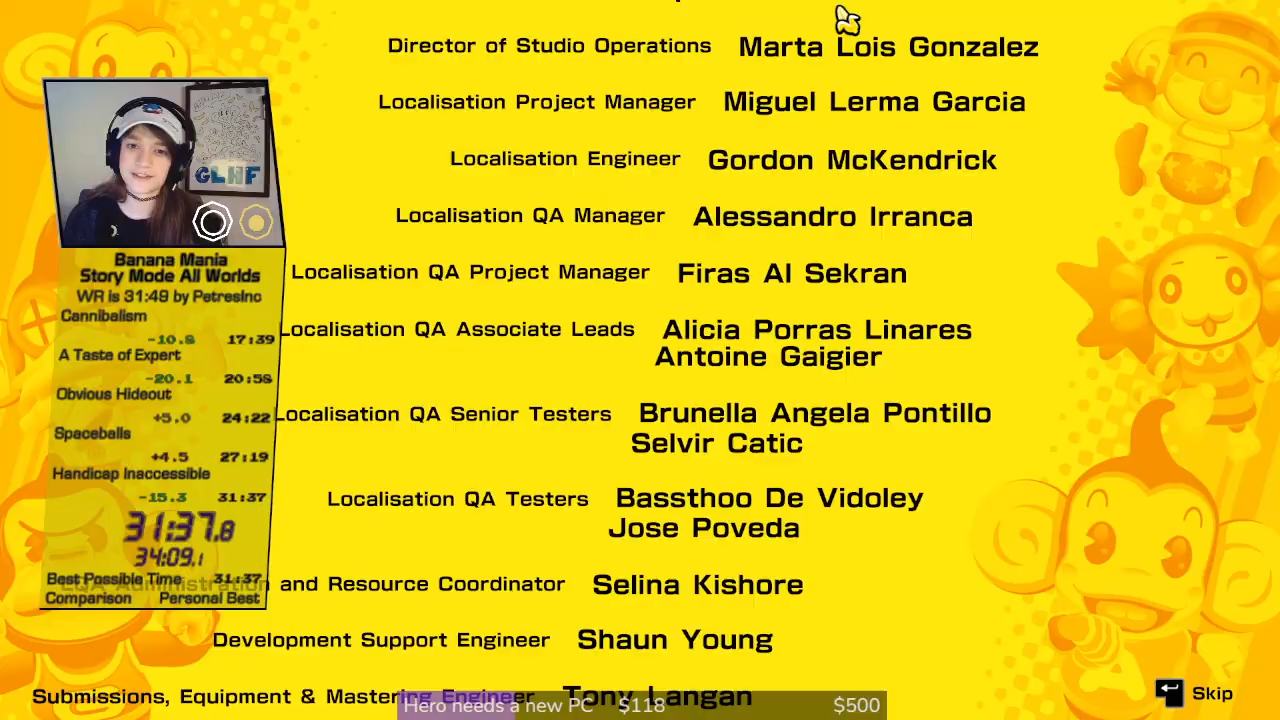 Director of Studio Operations Marta Lois Gonzalez
Localisation Project Manager Miguel Lerma Garcia
Localisation Engineer Gordon McKendrick
Localisation QA Manager Alessandro Irranca
Localisation QA Project Manager Firas Al Sekran
Localisation QA Associate Leads Alicia Porras Linares
Antoine Gaigier
Localisation QA Senior Testers Brunella Angela Pontillo
Selvir Catic
Localisation QA Testers Bassthoo De Vidoley
Jose Poveda
LQA Administration and Resource Coordinator Selina Kishore
Development Support Engineer Shaun Young
Submissions, Equipment & Mastering Engineer Tony Langan
GLHF
Banana Mania
Story Mode All Worlds
WR is 31:49 by PetresInc
Cannibalism
-10.8 17:39
A Taste of Expert
-20.1 20:58
Obvious Hideout
+5.0 24:22
Spaceballs
+4.5 27:19
Handicap Inaccessible
-15.3 31:37
31:37.8
34:09.1
Best Possible Time 31:37
Comparison Personal Best
Hero needs a new PC $118 $500
Skip